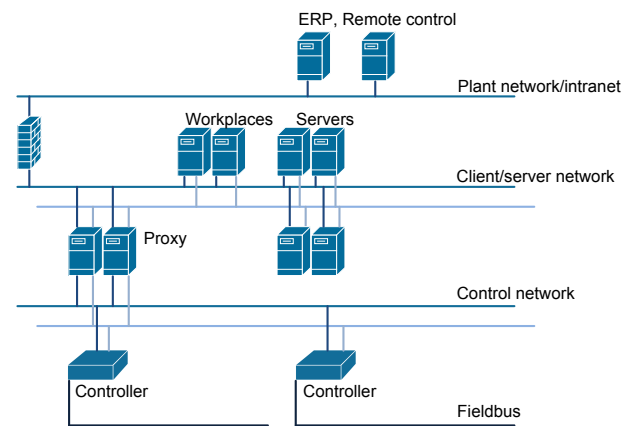 ERP, Remote control
Plant network/intranet
Workplaces
Servers
Client/server network
Proxy
Control network
Controller
Controller
Fieldbus